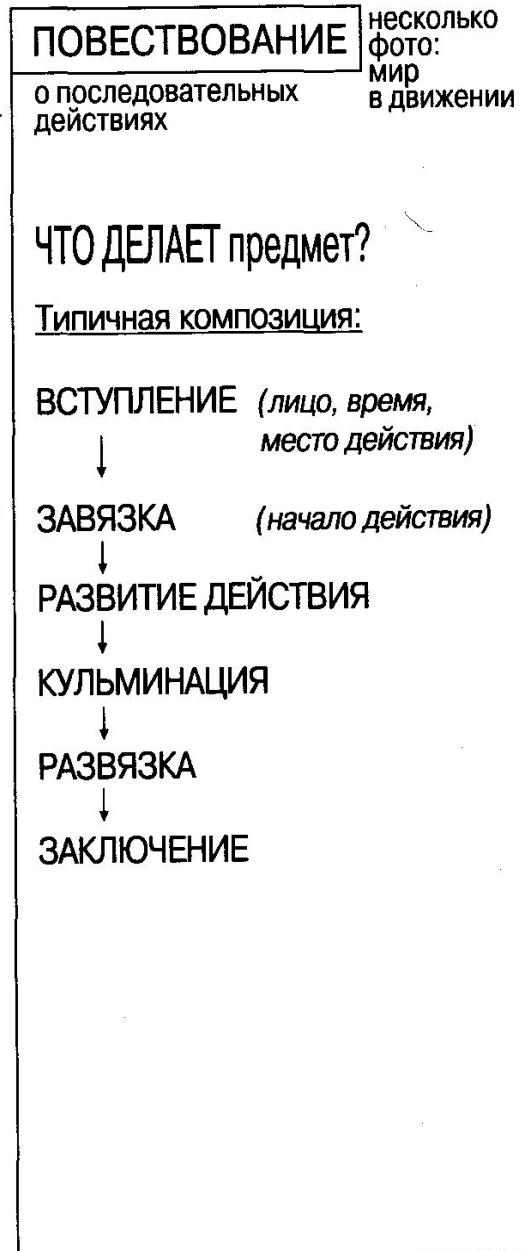 ПОВЕСТВОВАНИЕ
несколько
фото:
мир
в движении
о последовательных
действиях
ЧТО ДЕЛАЕТ предмет?
Типичная композиция:
ВСТУПЛЕНИЕ (лицо, время,
место действия)
ЗАВЯЗКА (начало действия)
РАЗВИТИЕ ДЕЙСТВИЯ
КУЛЬМИНАЦИЯ
РАЗВЯЗКА
ЗАКЛЮЧЕНИЕ